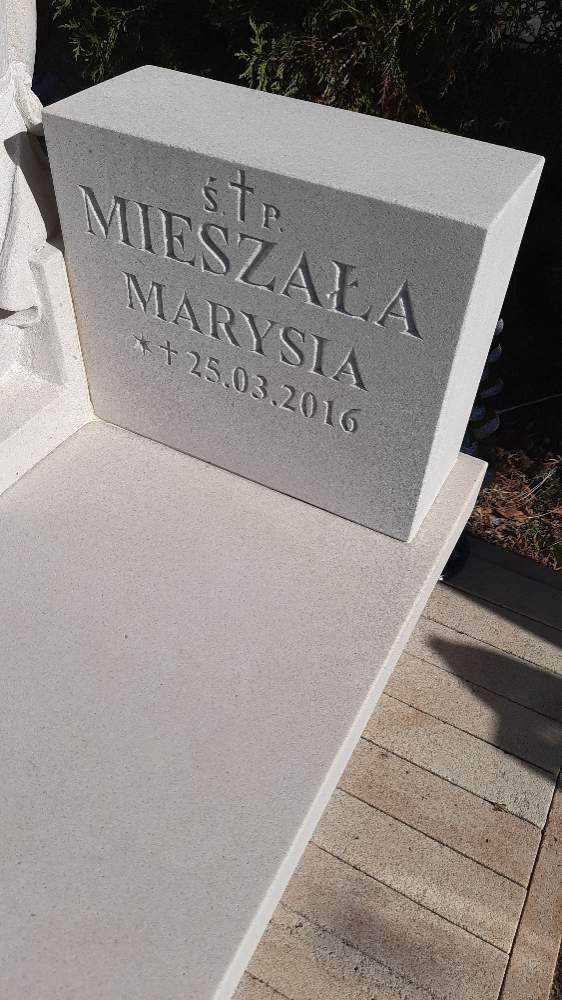 Ś.†P.
MIESZAŁA
MARYSIA
*†25.03.2016